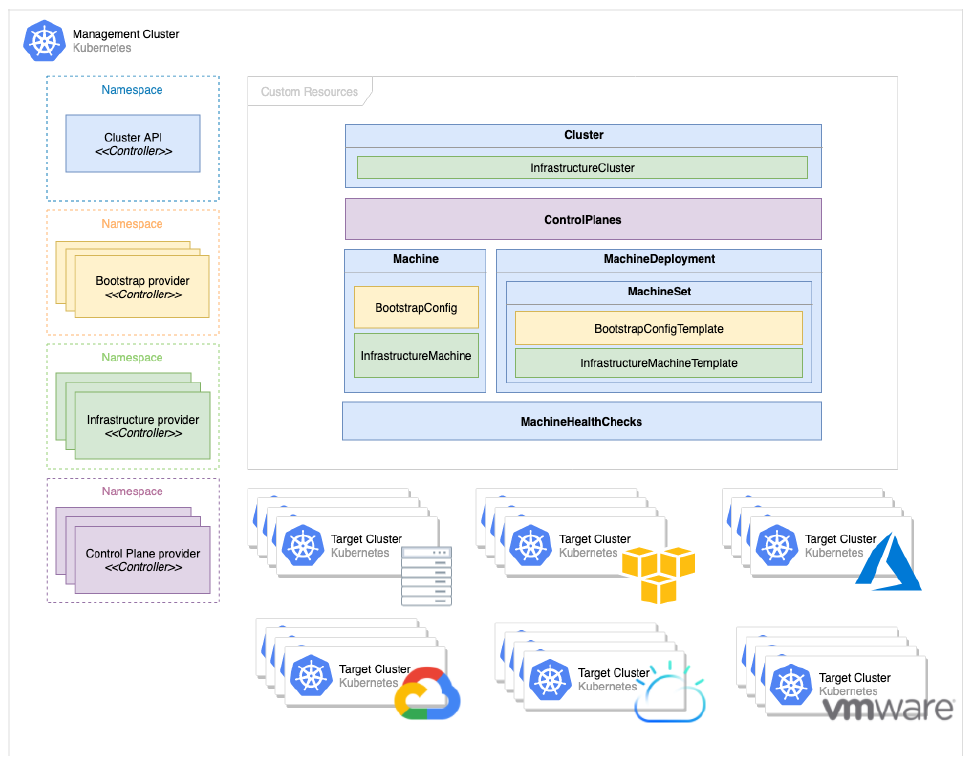 Management Cluster
Kubernetes
Namespace
Cluster API
<<Controller>>
Namespace
Bootstrap provider
<<Controller>>
Namespace
Infrastructure provider
<<Controller>>
Namespace
Control Plane provider
<<Controller>>
Custom Resources
Cluster
InfrastructureCluster
ControlPlanes
Machine
BootstrapConfig
InfrastructureMachine
MachineDeployment
MachineSet
BootstrapConfigTemplate
InfrastructureMachineTemplate
MachineHealthChecks
Target Cluster
Kubernetes
Target Cluster
Kubernetes
Target Cluster
Kubernetes
Target Cluster
Kubernetes
Target Cluster
Kubernetes
Target Cluster
Kubernetes
vmware